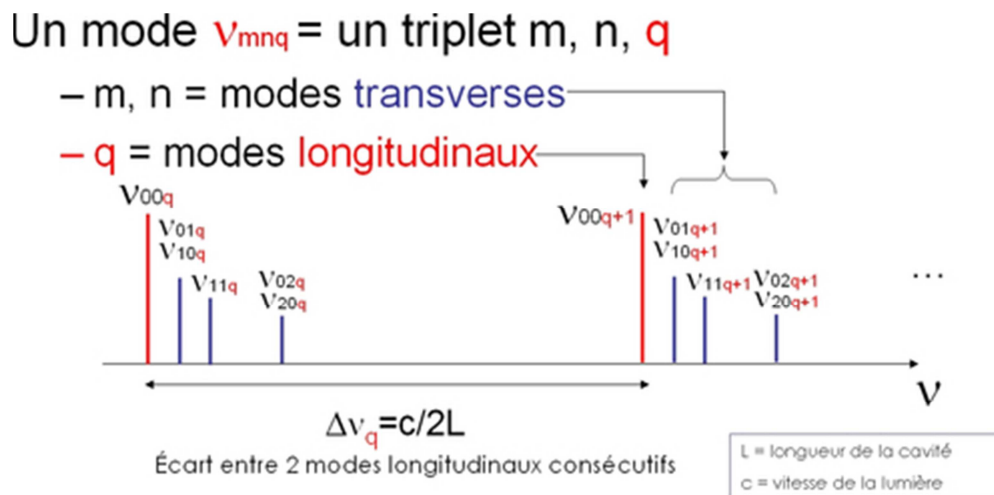 Un mode νmnq = un triplet m, n, q
– m, n = modes transverses
– q = modes longitudinaux
ν00q
ν01q
ν10q
ν11q
ν02q
ν20q
ν00q+1
ν01q+1
ν10q+1
ν11q+1
ν02q+1
ν20q+1
...
ν
Δνq=c/2L
Écart entre 2 modes longitudinaux consécutifs
L = longueur de la cavité
c = vitesse de la lumière